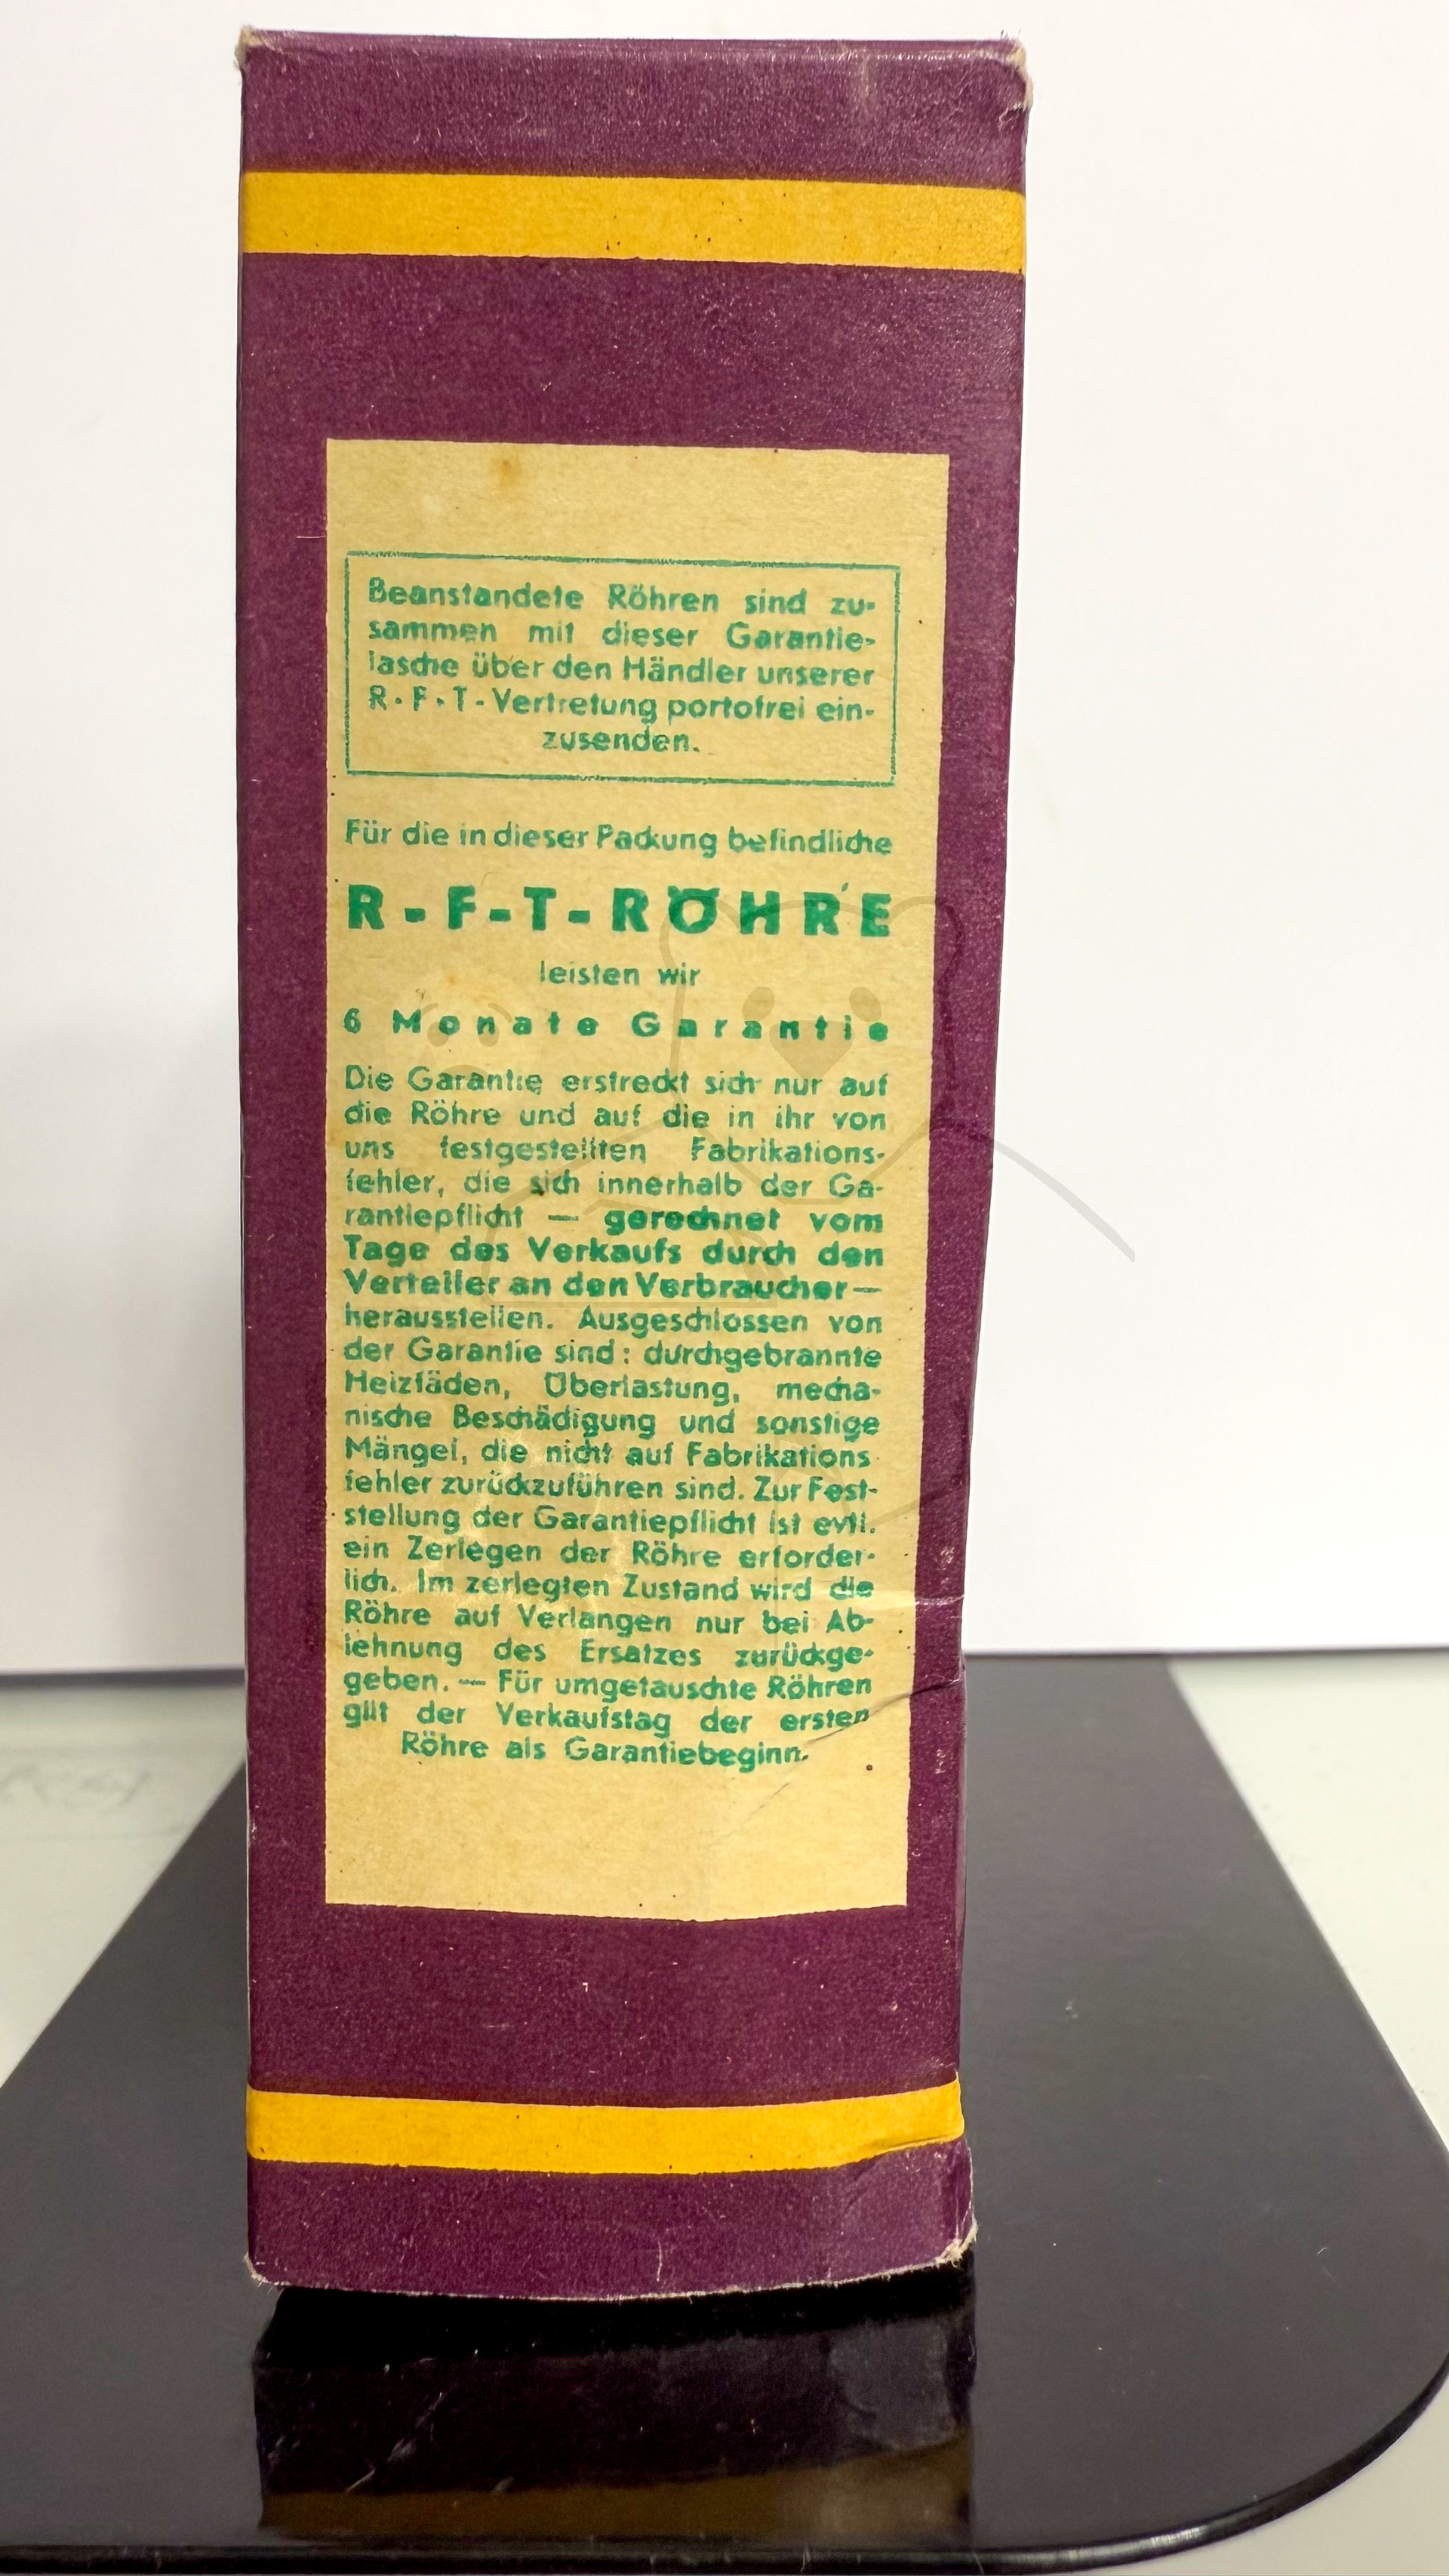 Beanstandete Röhren sind zu-
sammen mit dieser Garantie-
lasche über den Händler unserer
R-F-T-Vertretung portofrei ein-
zusenden.
Für die in dieser Packung befindliche
R-F-T-RÖHRE
leisten wir
6 Monate Garantie
Die Garantie erstreckt sich nur auf
die Röhre und auf die in ihr von
uns festgestellten Fabrikations-
fehler, die sich innerhalb der Ga-
rantiepflicht — gerechnet vom
Tage des Verkaufs durch den
Verteiler an den Verbraucher —
herausstellen. Ausgeschlossen von
der Garantie sind: durchgebrannte
Heizfäden, Überlastung, mecha-
nische Beschädigung und sonstige
Mängel, die nicht auf Fabrikations
fehler zurückzuführen sind. Zur Fest-
stellung der Garantiepflicht ist evtl.
ein Zerlegen der Röhre erforder-
lich. Im zerlegten Zustand wird die
Röhre auf Verlangen nur bei Ab-
lehnung des Ersatzes zurückge-
geben. — Für umgetauschte Röhren
gilt der Verkaufstag der ersten
Röhre als Garantiebeginn.